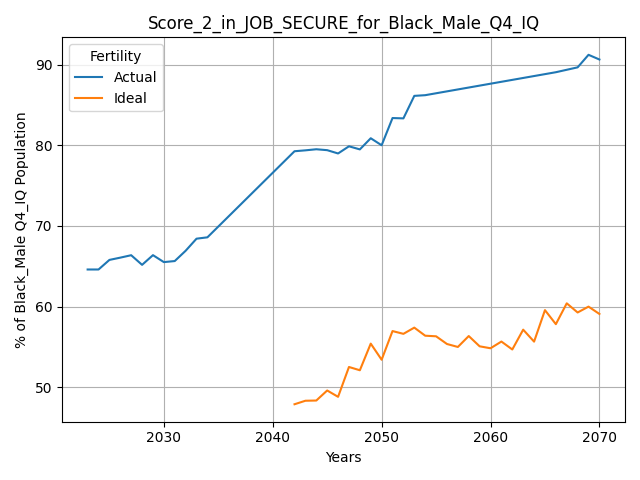 Score_2_in_JOB_SECURE_for_Black_Male_Q4_IQ
Fertility
Actual
Ideal
% of Black_Male Q4_IQ Population
90
80
70
60
50
2030
2040
2050
2060
2070
Years